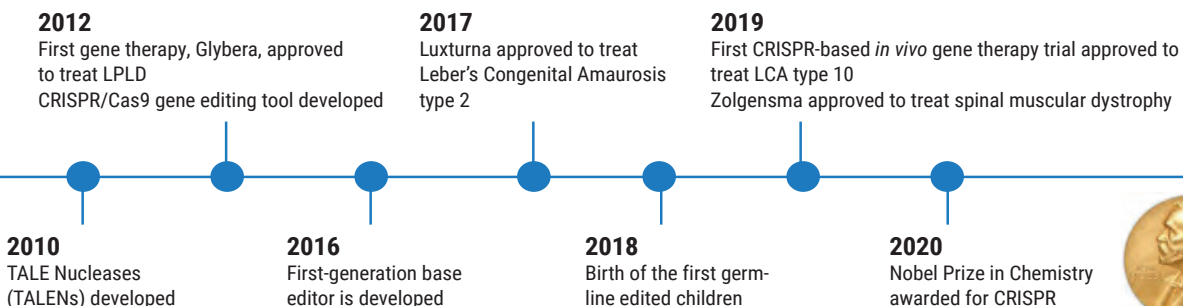 2012
First gene therapy, Glybera, approved
to treat LPLD
CRISPR/Cas9 gene editing tool developed
2017
Luxturna approved to treat
Leber's Congenital Amaurosis
type 2
2019
First CRISPR-based in vivo gene therapy trial approved to
treat LCA type 10
Zolgensma approved to treat spinal muscular dystrophy
2010
TALE Nucleases
(TALENs) developed
2016
First-generation base
editor is developed
2018
Birth of the first germ-
line edited children
2020
Nobel Prize in Chemistry
awarded for CRISPR